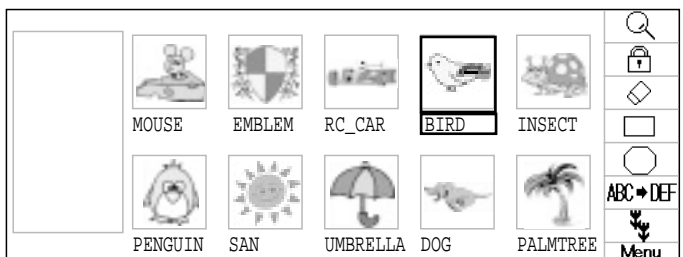 MOUSE EMBLEM RC_CAR BIRD INSECT
ABC➡DEF
PENGUIN SAN UMBRELLA DOG PALMTREE
Menu